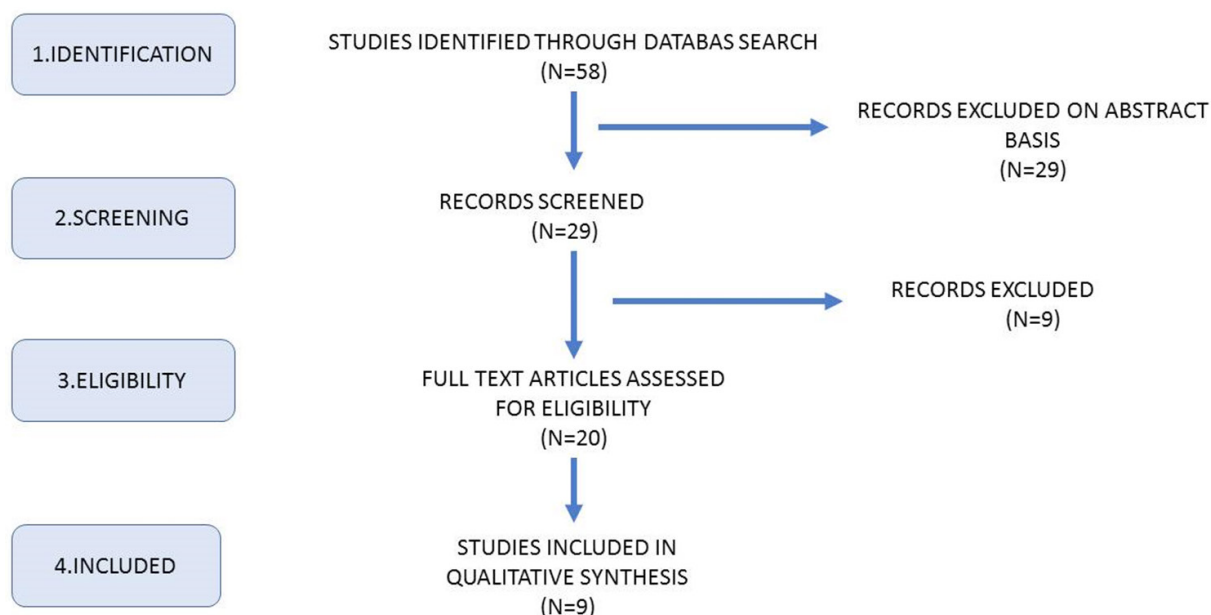 1.IDENTIFICATION
STUDIES IDENTIFIED THROUGH DATABAS SEARCH
(N=58)
RECORDS EXCLUDED ON ABSTRACT
BASIS
(N=29)
2.SCREENING
RECORDS SCREENED
(N=29)
RECORDS EXCLUDED
(N=9)
3.ELIGIBILITY
FULL TEXT ARTICLES ASSESSED
FOR ELIGIBILITY
(N=20)
4.INCLUDED
STUDIES INCLUDED IN
QUALITATIVE SYNTHESIS
(N=9)